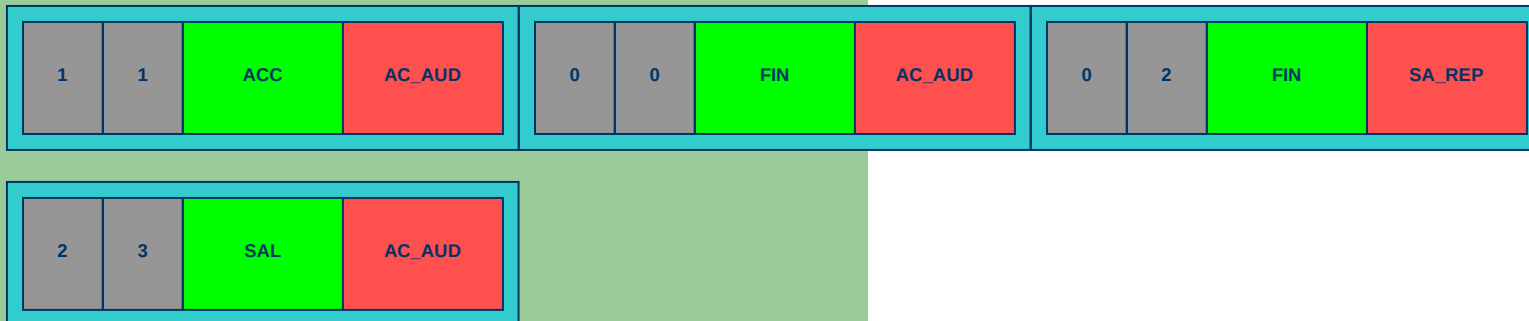 1 1 ACC AC_AUD 0 0 FIN AC_AUD 0 2 FIN SA_REP
2 3 SAL AC_AUD